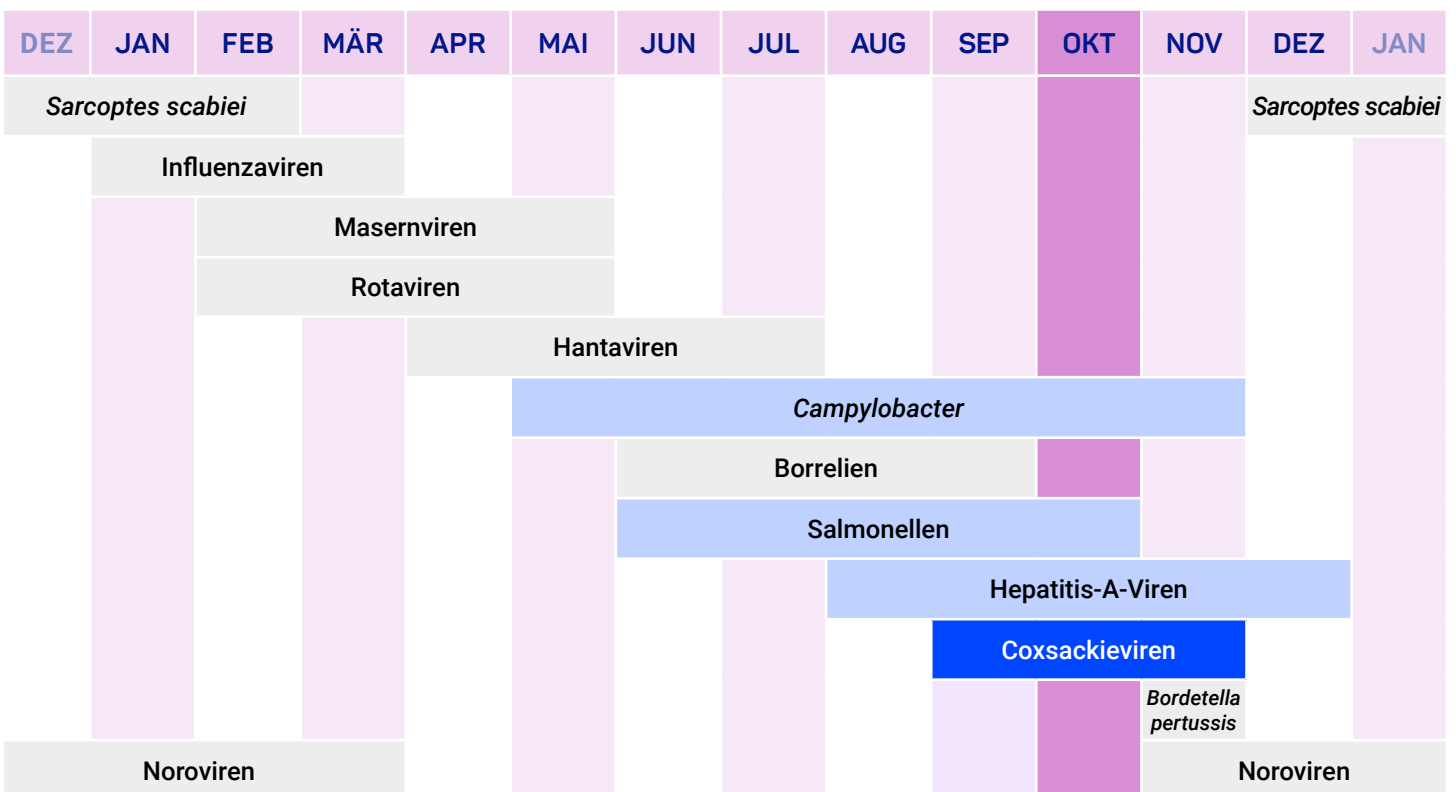 DEZ JAN FEB MÄR APR MAI JUN JUL AUG SEP OKT NOV DEZ JAN
Sarcoptes scabiei Sarcoptes scabiei
Influenzaviren
Masernviren
Rotaviren
Hantaviren
Campylobacter
Borrelien
Salmonellen
Hepatitis-A-Viren
Coxsackieviren
Bordetella
pertussis
Noroviren Noroviren